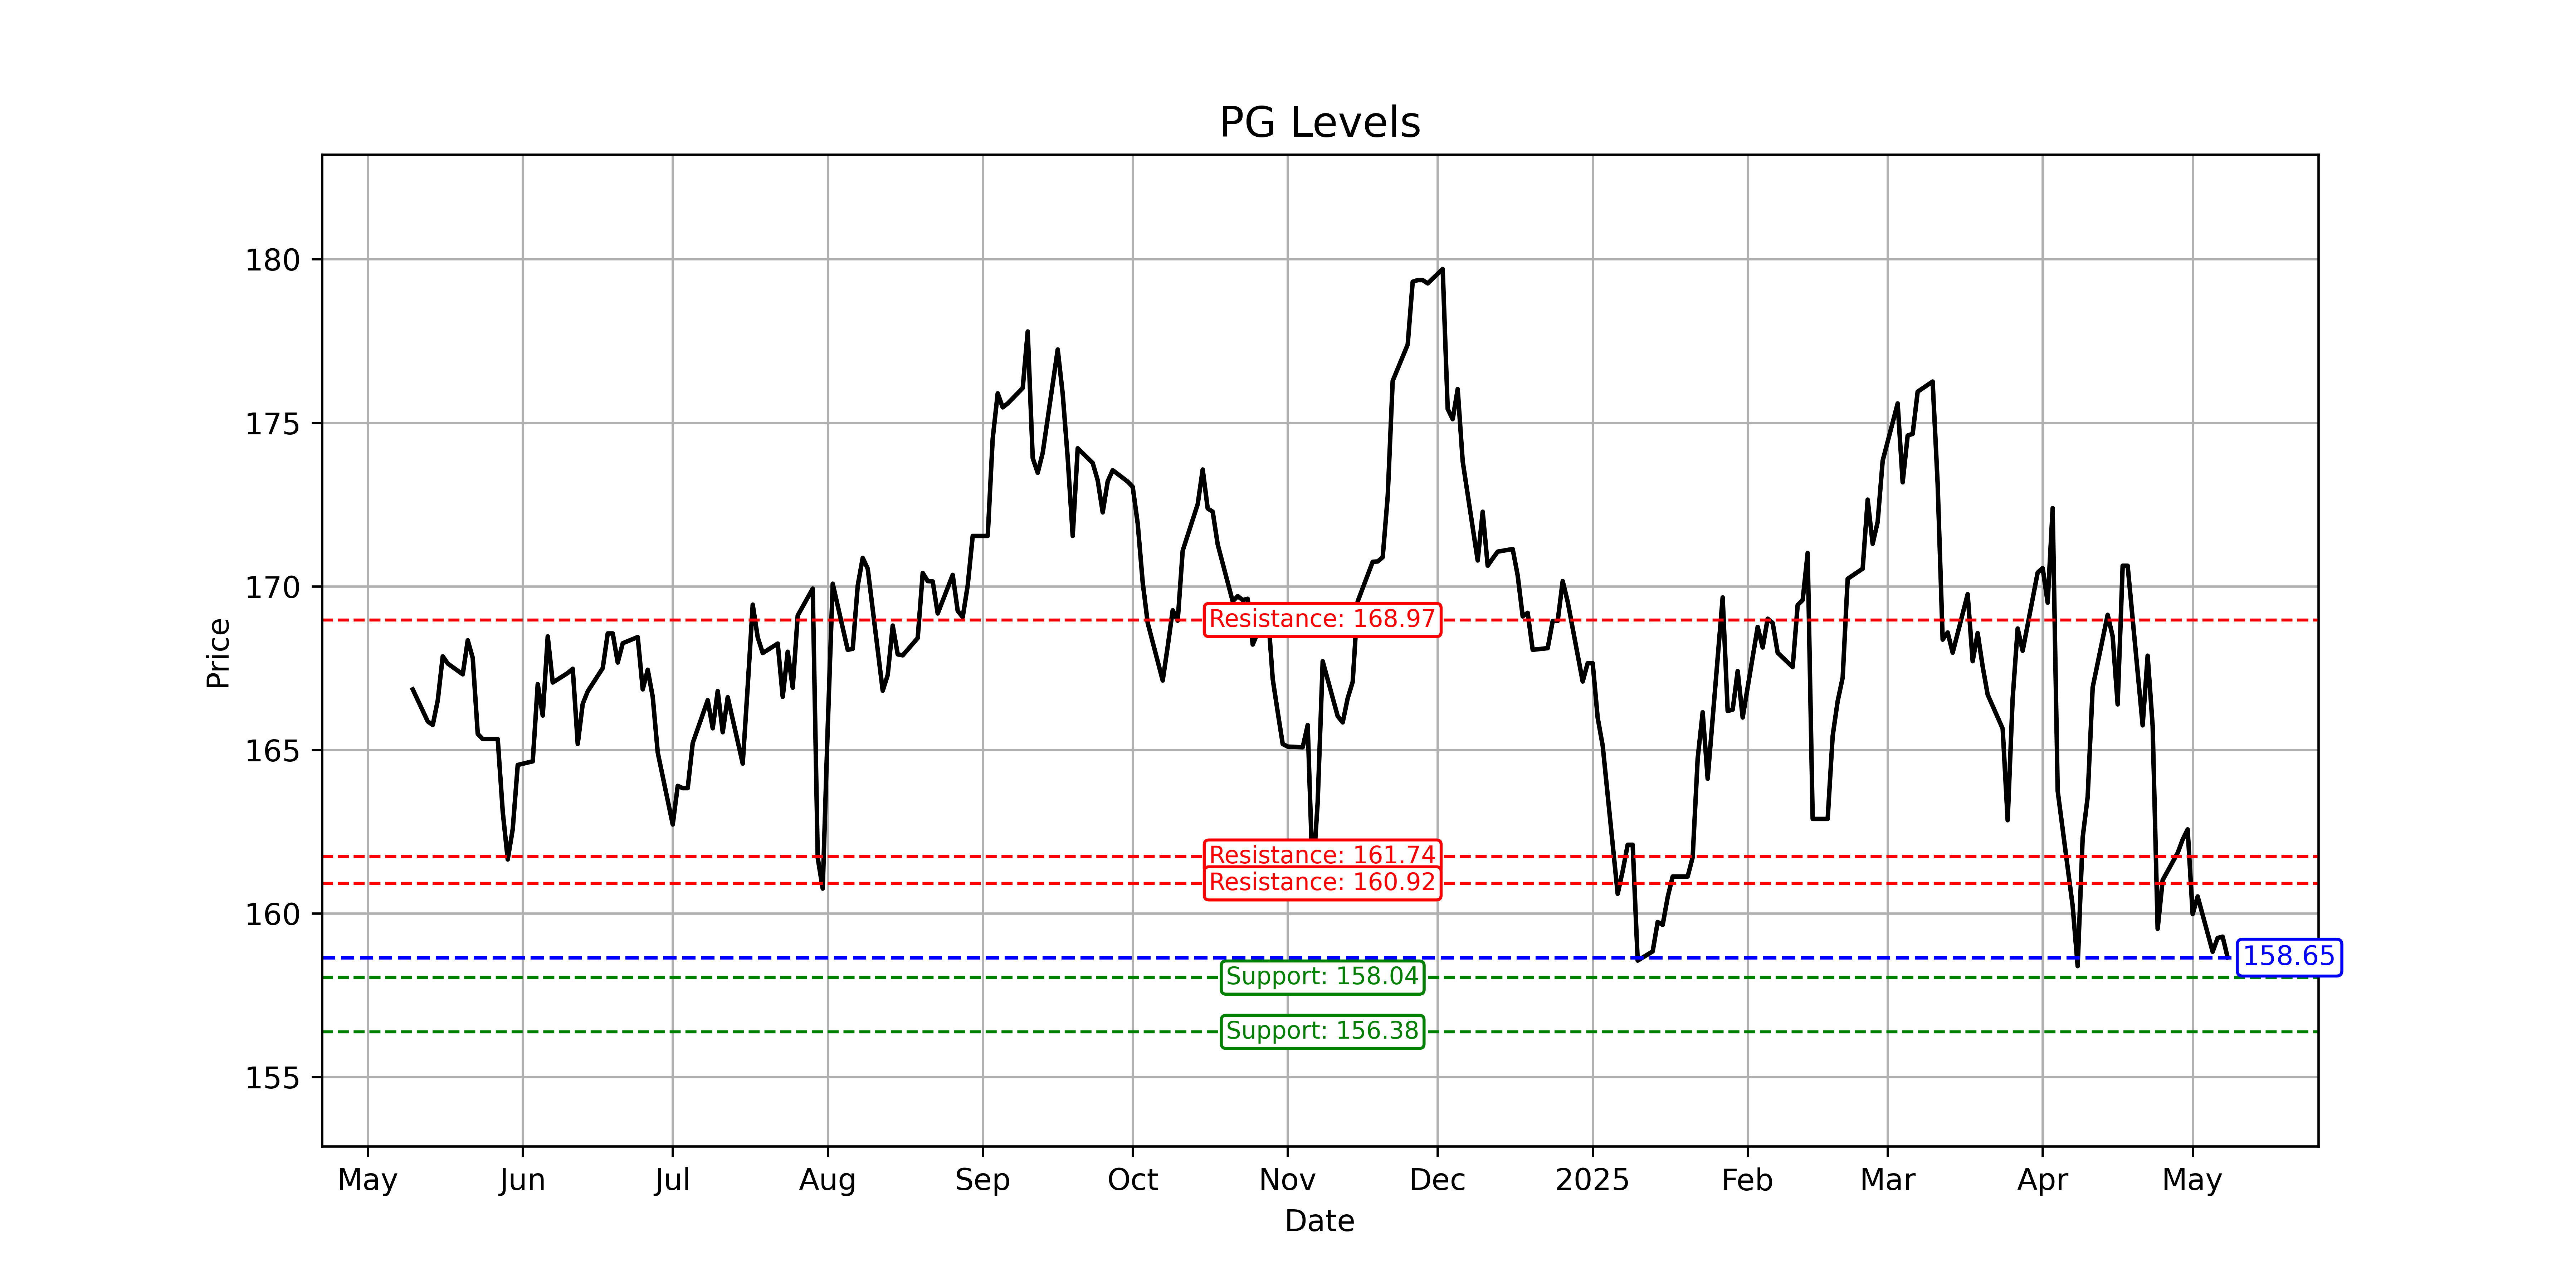 PG Levels
Price
180
175
170
165
160
155
Resistance: 168.97
Resistance: 161.74
Resistance: 160.92
158.65
Support: 158.04
Support: 156.38
May Jun Jul Aug Sep Oct Nov Dec 2025 Feb Mar Apr May
Date